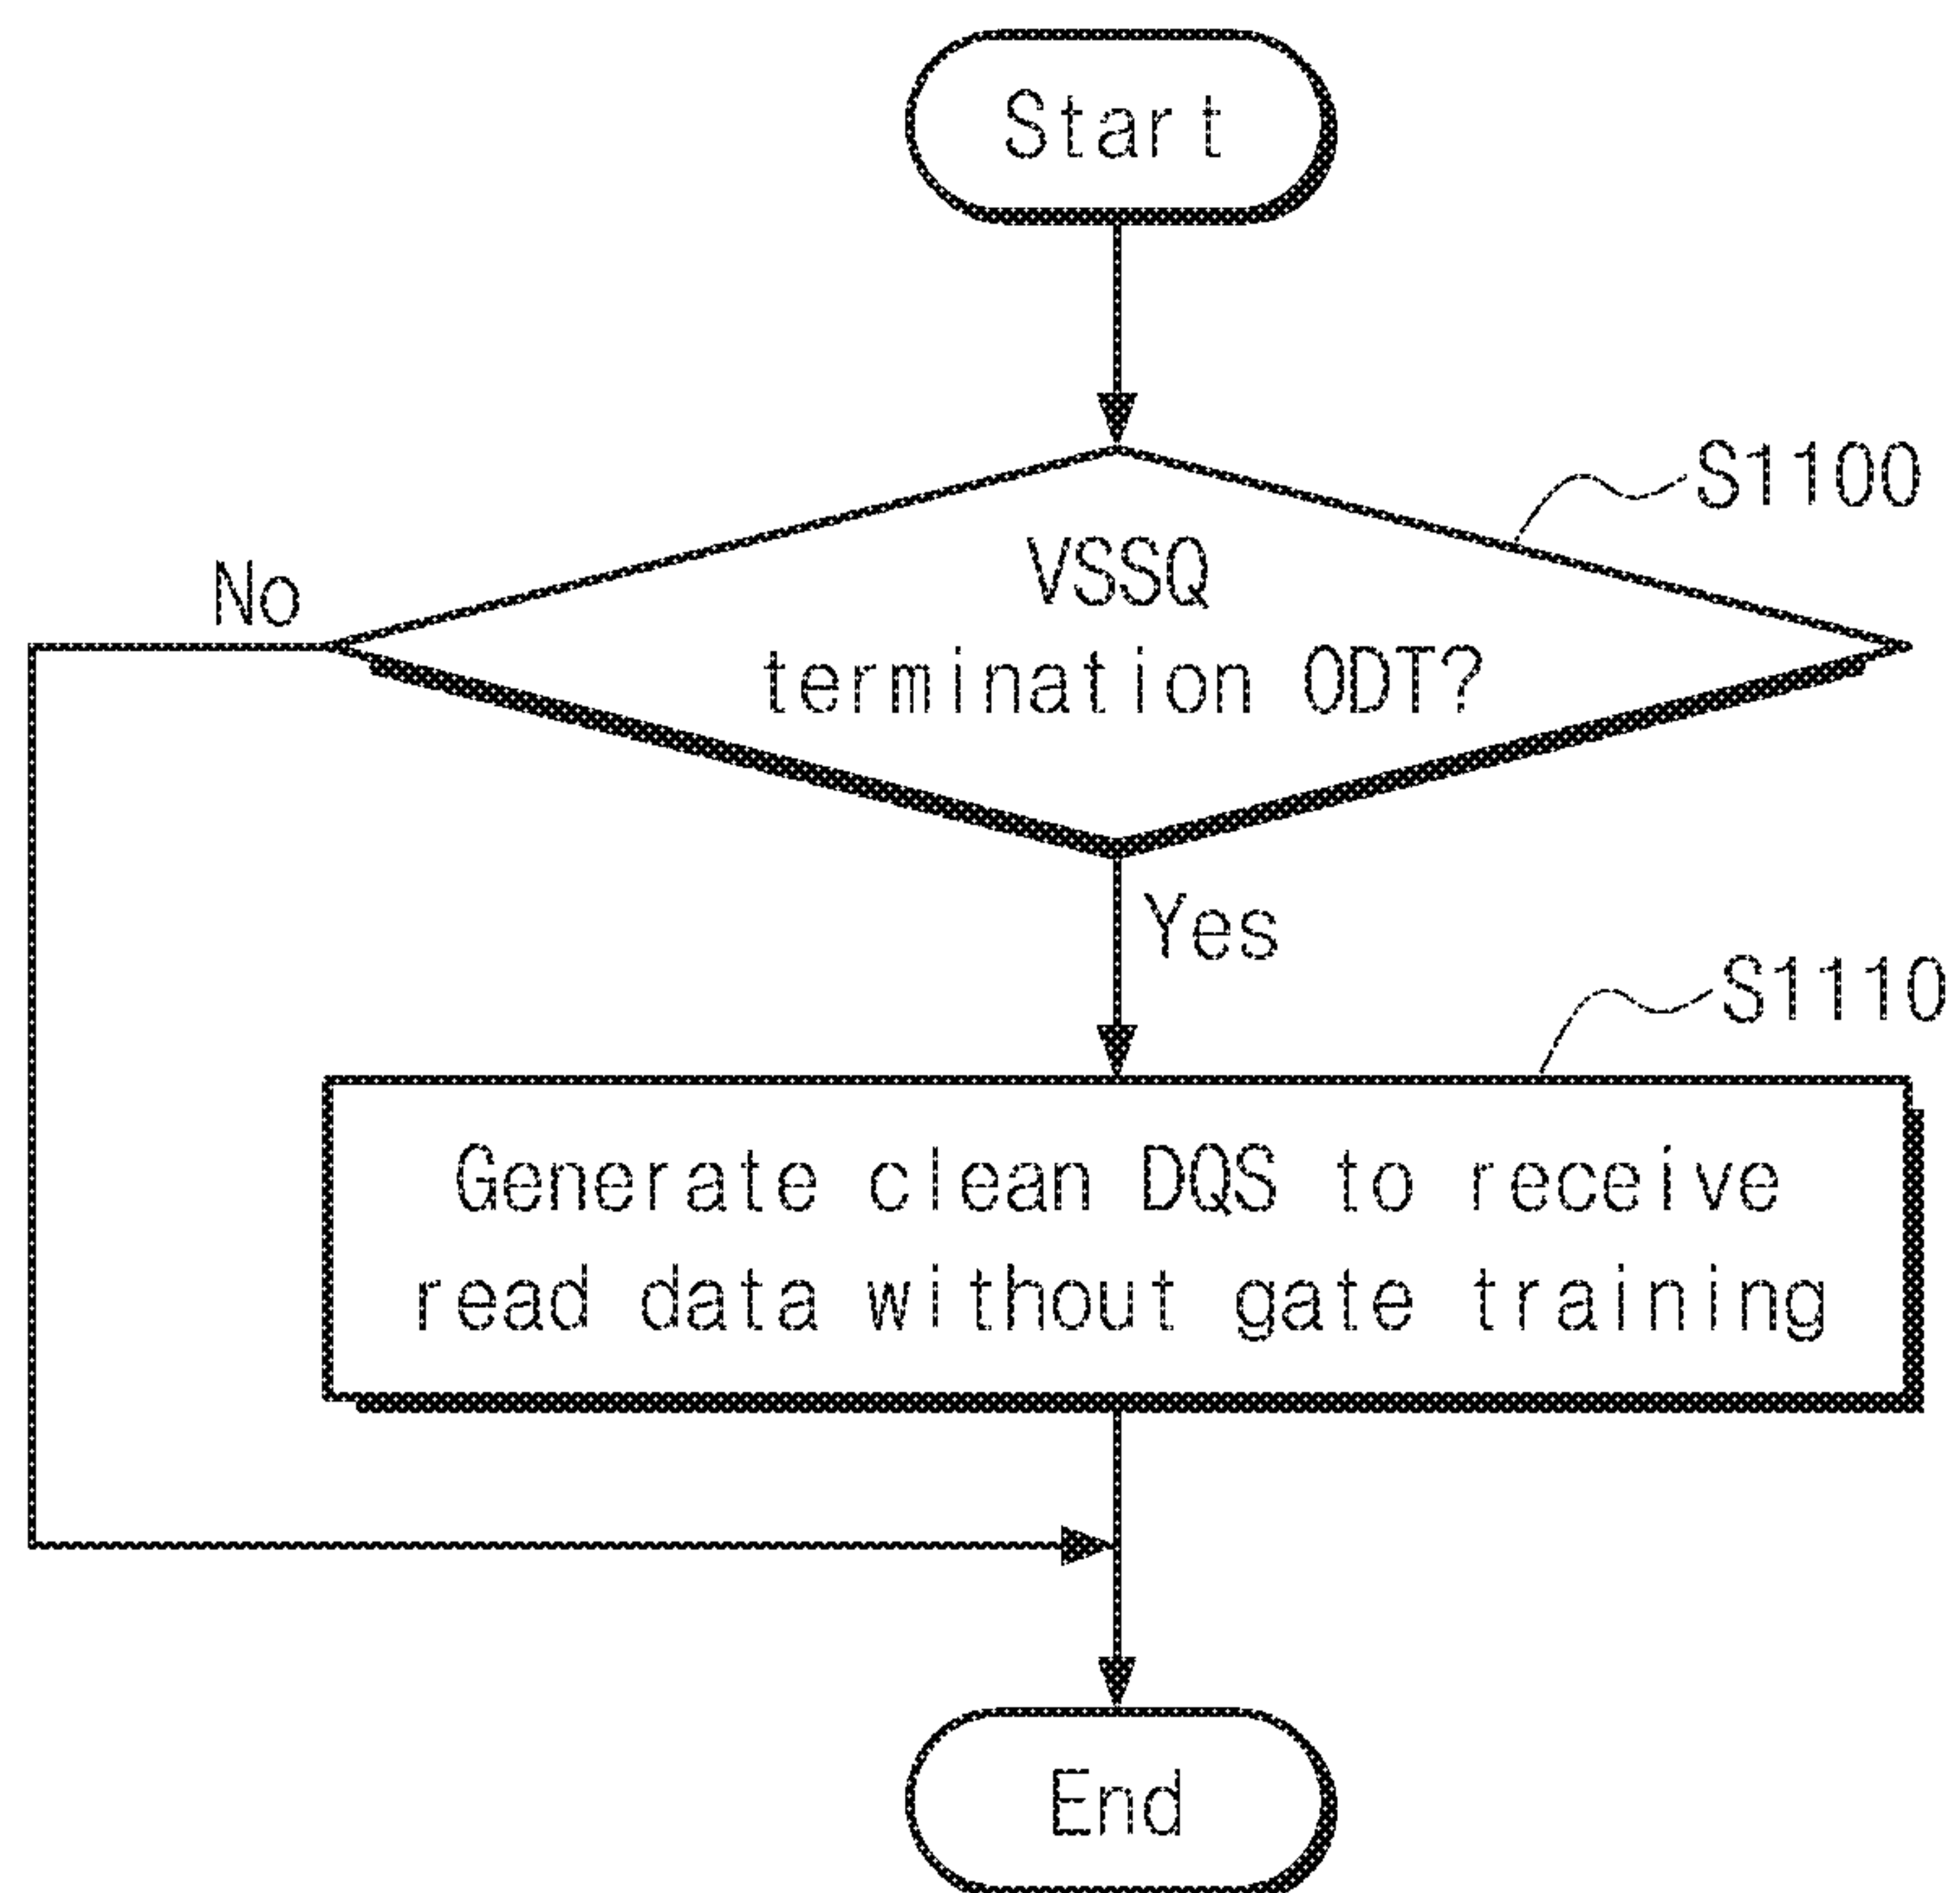 Start
S1100
VSSQ
No
termination ODT?
Yes
S1110
Generate clean DQS to receive
read data without gate training
End